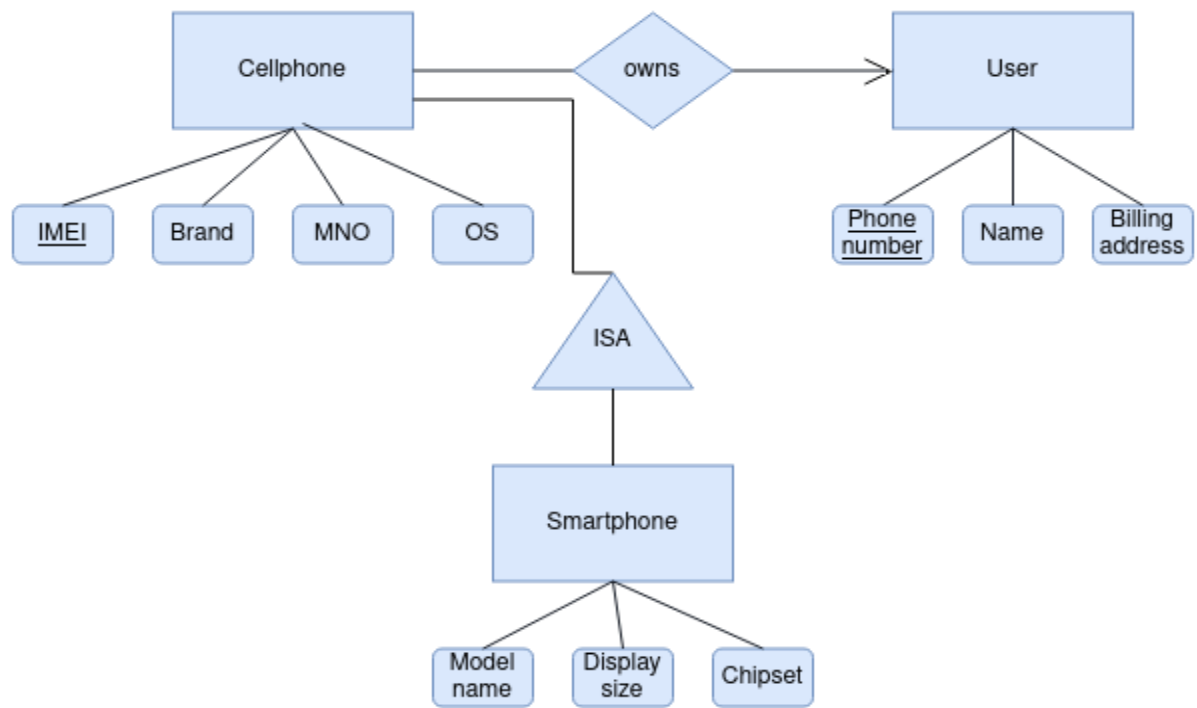 Cellphone
owns
User
IMEI
Brand
MNO
OS
Phone
number
Name
Billing
address
ISA
Smartphone
Model
name
Display
size
Chipset